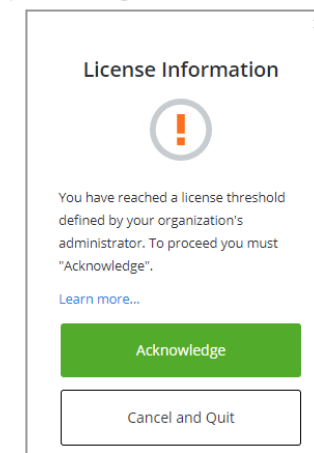 License Information
You have reached a license threshold
defined by your organization's
administrator. To proceed you must
"Acknowledge".
Learn more...
Acknowledge
Cancel and Quit